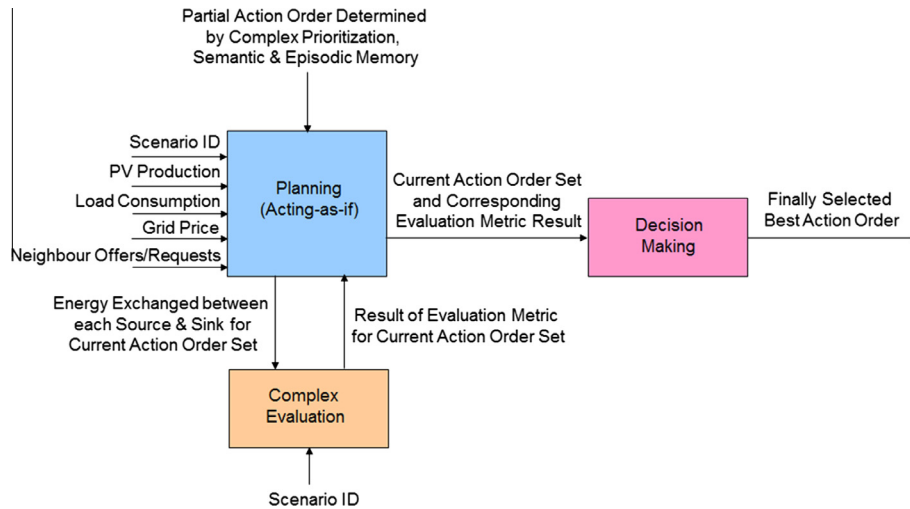 Partial Action Order Determined
by Complex Prioritization,
Semantic & Episodic Memory
Scenario ID
PV Production
Load Consumption
Grid Price
Neighbour Offers/Requests
Planning
(Acting-as-if)
Current Action Order Set
and Corresponding
Evaluation Metric Result
Decision
Making
Finally Selected
Best Action Order
Energy Exchanged between
each Source & Sink for
Current Action Order Set
Result of Evaluation Metric
for Current Action Order Set
Complex
Evaluation
Scenario ID